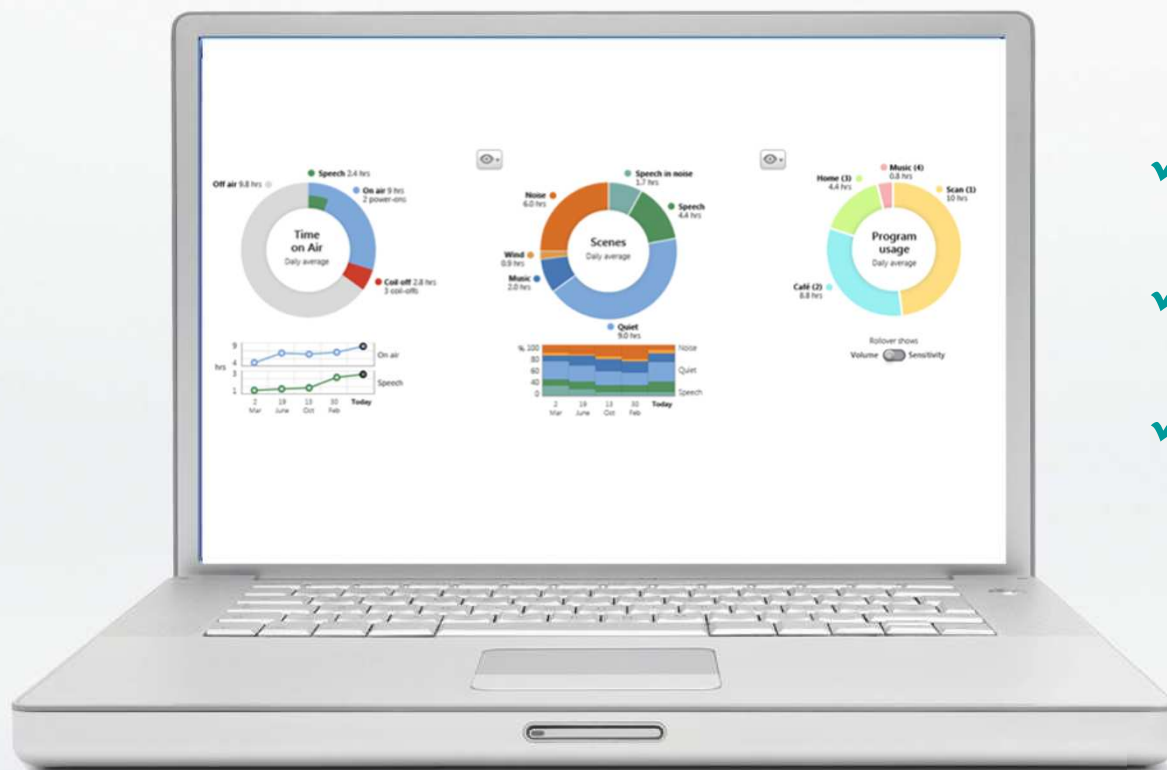 Speech 2.4 hrs
Off air 9.8 hrs
On air 9 hrs
2 power-ons
Time
on Air
Daily average
Coil off 2.8 hrs
3 coil-offs
9
4
hrs
3
1
On air
Speech
2 19 13 30 Today
Mar June Oct Feb
Speech in noise
1.7 hrs
Noise
6.0 hrs
Speech
4.4 hrs
Scenes
Daily average
Wind
0.9 hrs
Music
2.0 hrs
Quiet
9.0 hrs
% 100
80
60
40
0
Noise
Quiet
Speech
2 19 13 30 Today
Mar June Oct Feb
Music (4)
0.8 hrs
Home (3)
4.4 hrs
Scan (1)
10 hrs
Program
usage
Daily average
Café (2)
8.8 hrs
Rollover shows
Volume Sensitivity